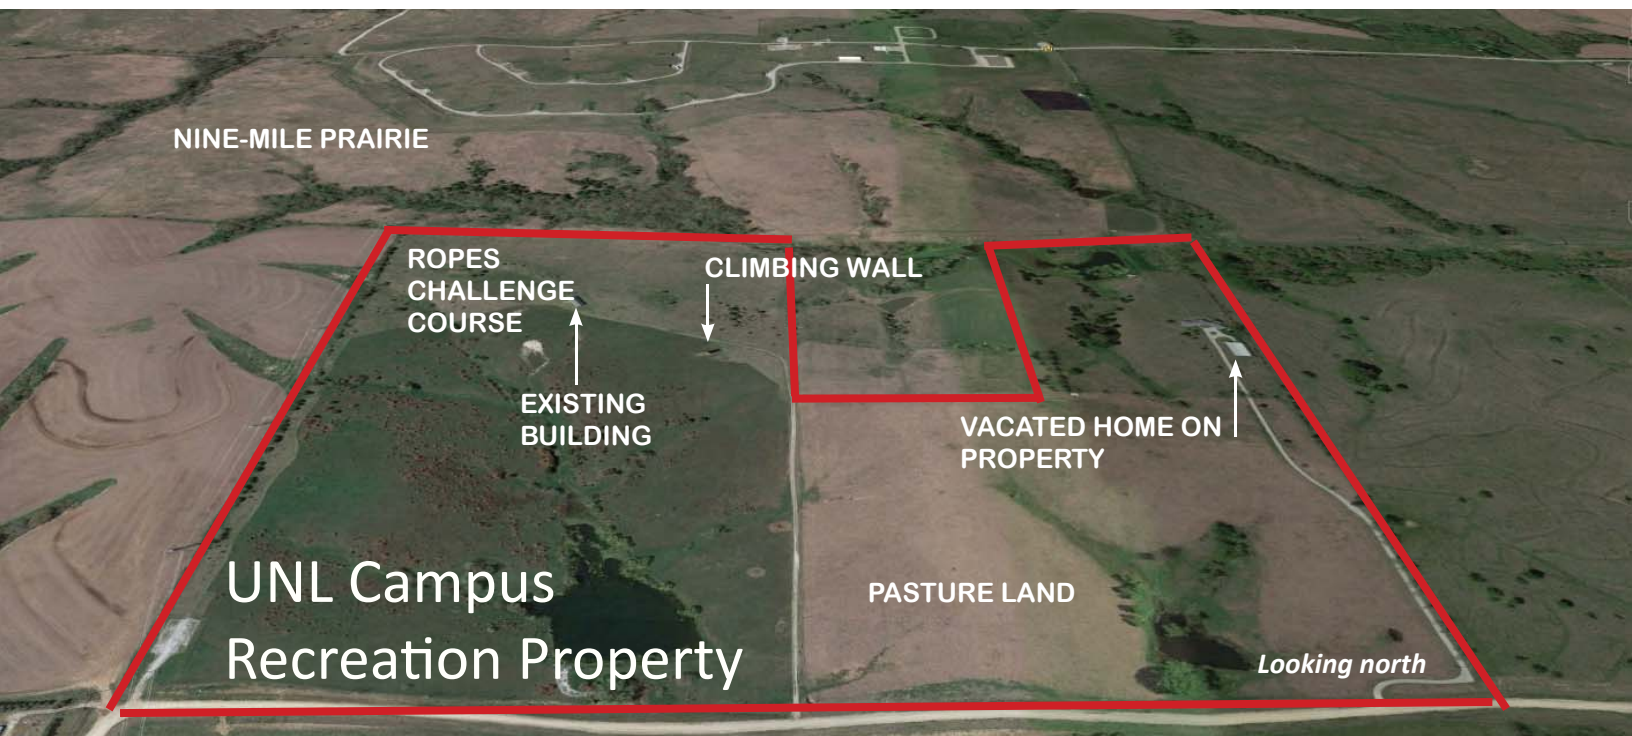 NINE-MILE PRAIRIE
ROPES
CHALLENGE
COURSE
CLIMBING WALL
EXISTING
BUILDING
VACATED HOME ON
PROPERTY
UNL Campus
Recreation Property
PASTURE LAND
Looking north